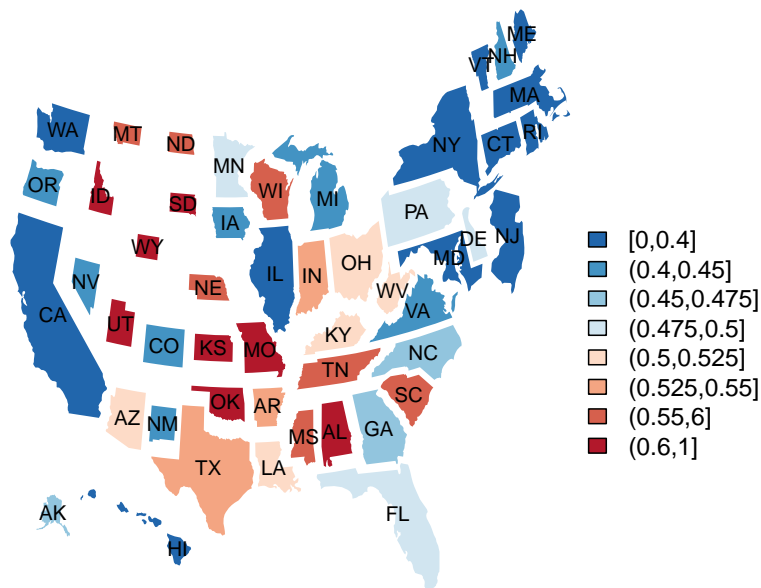 ME
VT
NH
WA
MA
MT
ND
NY
CT
RI
MN
OR
ID
SD
WI
MI
IA
PA
WY
DE
NJ
[0,0.4]
NV
NE
IL
IN
OH
MD
(0.4,0.45]
CA
UT
WV
VA
(0.45,0.475]
CO
KS
MO
KY
NC
(0.475,0.5]
TN
(0.5,0.525]
AZ
NM
OK
AR
SC
(0.525,0.55]
MS
AL
GA
(0.55,6]
TX
LA
(0.6,1]
AK
FL
HI